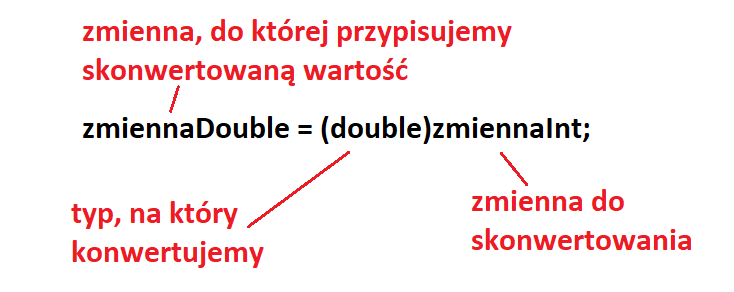 zmienna, do której przypisujemy
skonwertowaną wartość
zmiennaDouble = (double)zmiennaInt;
typ, na który
konwertujemy
zmienna do
skonwertowania